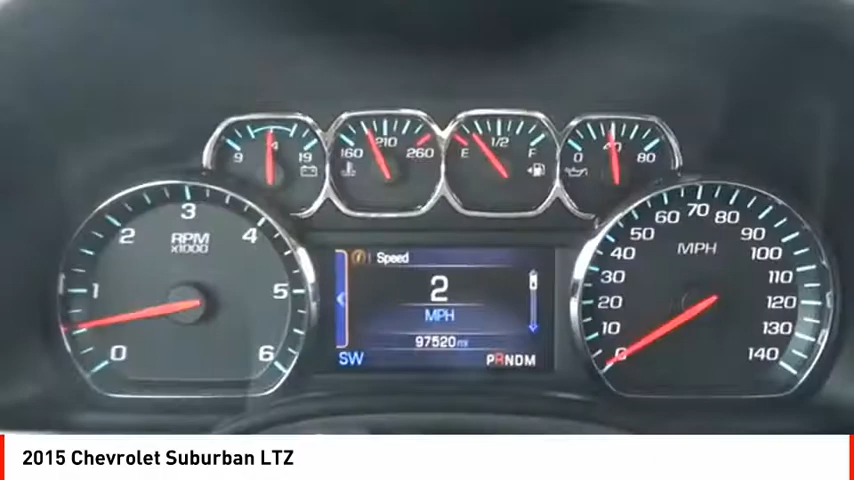 9 14 19
160 210 260
E 1/2 F
0 40 80
0 1 2 3 4 5 6
RPM
x1000
Speed
2
MPH
97520 mi
SW
PRNDM
0 10 20 30 40 50 60 70 80 90 100 110 120 130 140
MPH
2015 Chevrolet Suburban LTZ